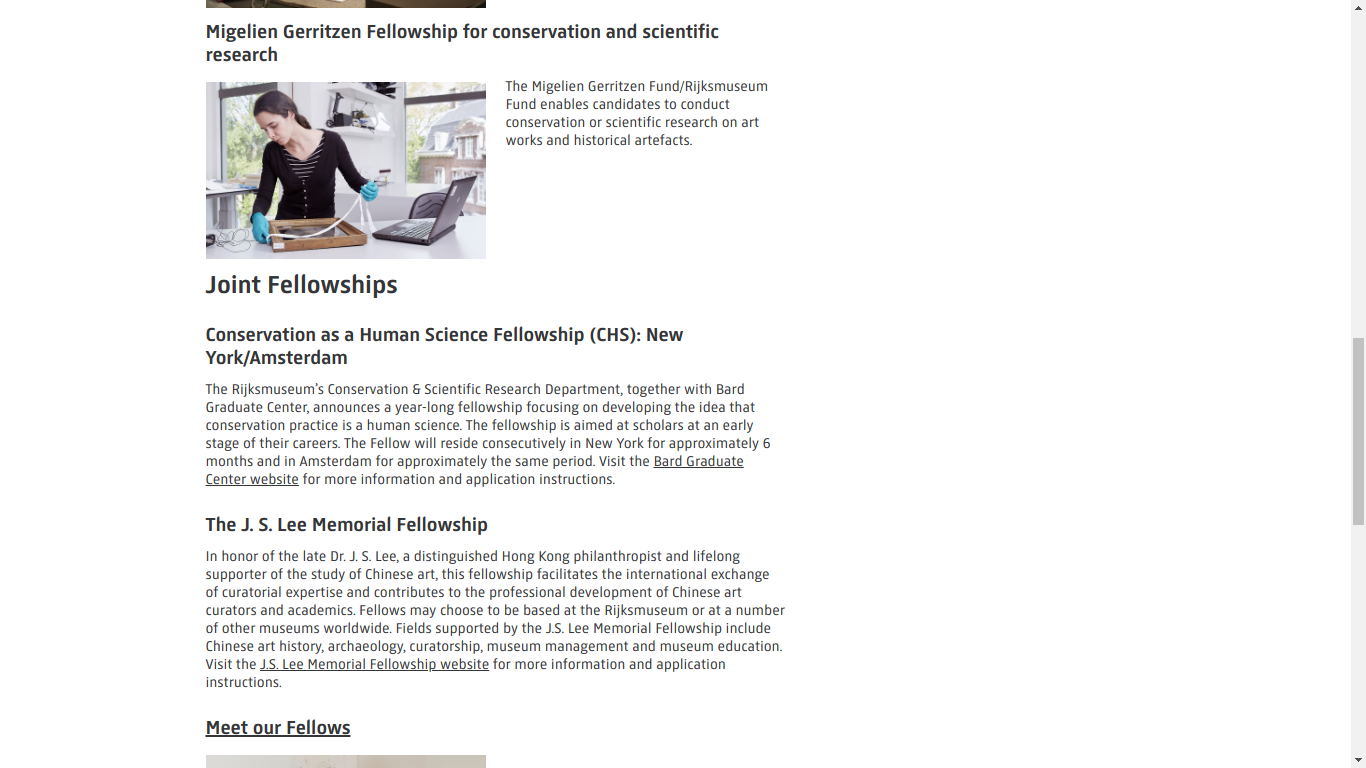 Migelien Gerritzen Fellowship for conservation and scientific
research
The Migelien Gerritzen Fund/Rijksmuseum
Fund enables candidates to conduct
conservation or scientific research on art
works and historical artefacts.
Joint Fellowships
Conservation as a Human Science Fellowship (CHS): New
York/Amsterdam
The Rijksmuseum’s Conservation & Scientific Research Department, together with Bard
Graduate Center, announces a year-long fellowship focusing on developing the idea that
conservation practice is a human science. The fellowship is aimed at scholars at an early
stage of their careers. The Fellow will reside consecutively in New York for approximately 6
months and in Amsterdam for approximately the same period. Visit the Bard Graduate
Center website for more information and application instructions.
The J. S. Lee Memorial Fellowship
In honor of the late Dr. J. S. Lee, a distinguished Hong Kong philanthropist and lifelong
supporter of the study of Chinese art, this fellowship facilitates the international exchange
of curatorial expertise and contributes to the professional development of Chinese art
curators and academics. Fellows may choose to be based at the Rijksmuseum or at a number
of other museums worldwide. Fields supported by the J.S. Lee Memorial Fellowship include
Chinese art history, archaeology, curatorship, museum management and museum education.
Visit the J.S. Lee Memorial Fellowship website for more information and application
instructions.
Meet our Fellows